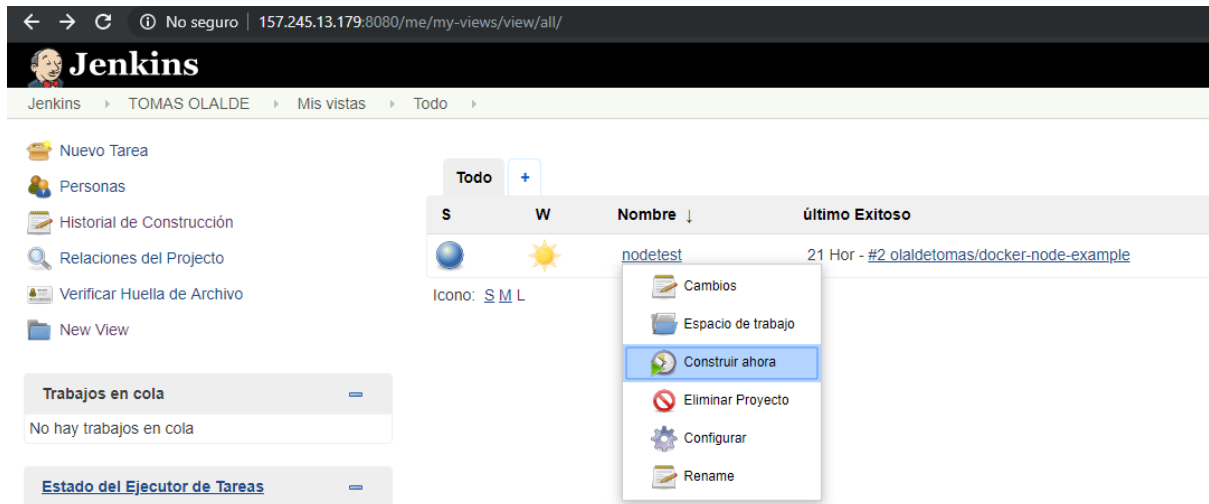 No seguro | 157.245.13.179:8080/me/my-views/view/all/
Jenkins
Jenkins TOMAS OLALDE Mis vistas Todo
Nuevo Tarea
Personas
Historial de Construcción
Relaciones del Projecto
Verificar Huella de Archivo
New View
Trabajos en cola
No hay trabajos en cola
Estado del Ejecutor de Tareas
Todo +
S W Nombre ↓ último Exitoso
nodetest 21 Hor - #2 olaldetomas/docker-node-example
Icono: S M L
Cambios
Espacio de trabajo
Construir ahora
Eliminar Proyecto
Configurar
Rename